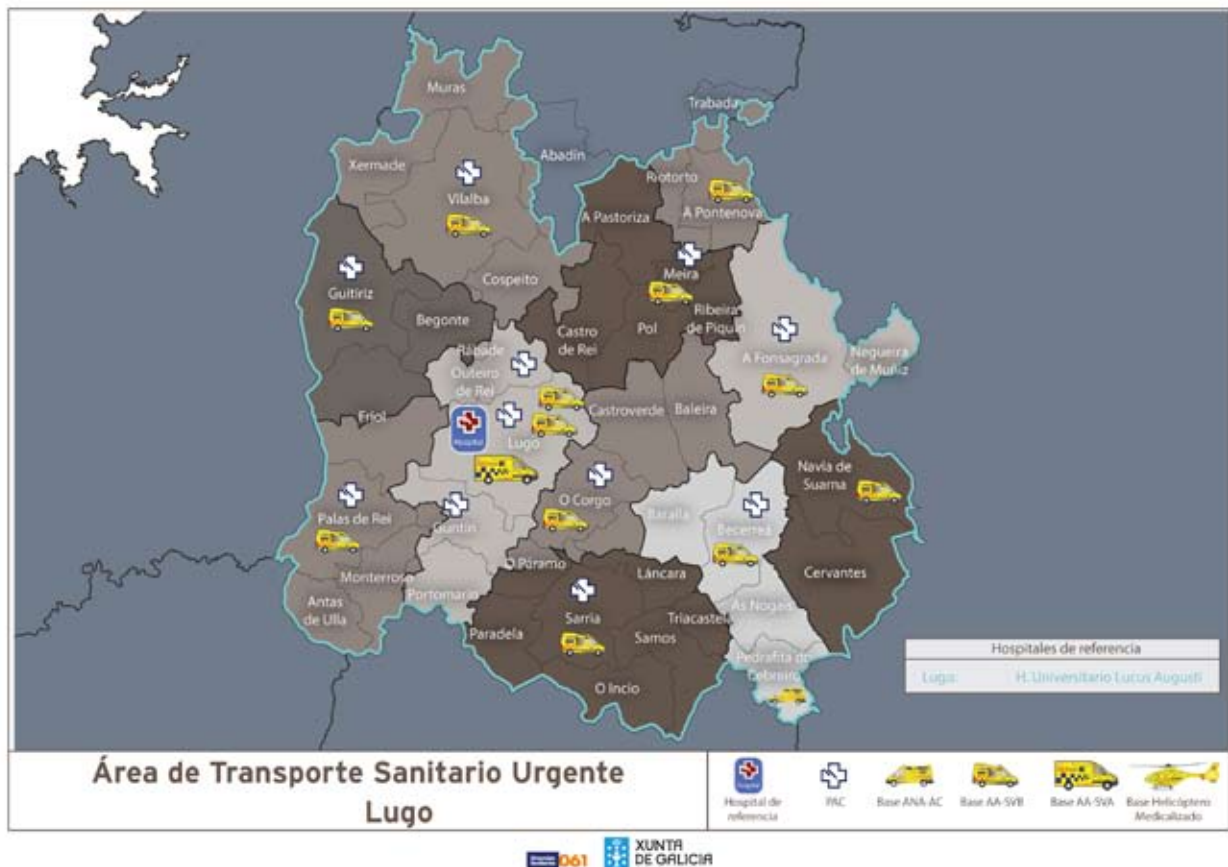 Muras
Trabada
Abadín
Xermade
Riotorto
Vilalba
A Pastoriza
A Pontenova
Meira
Cospeito
Guitiriz
Begonte
Castro
de Rei
Pol
Ribeira
de Piquín
A Fonsagrada
Negueira
de Muñiz
Rábade
Outeiro
de Rei
Friol
Castroverde
Baleira
Hospital
Lugo
Navia de
Suarna
O Corgo
Palas de Rei
Guntín
Baralla
Becerreá
O Páramo
Láncara
Cervantes
Monterroso
Portomarín
Antas
de Ulla
Sarria
Triacastela
As Nogais
Paradela
Samos
Pedrafita do
Cebreiro
O Incio
Hospitales de referencia
Lugo: H. Universitario Lucus Augusti
Área de Transporte Sanitario Urgente
Lugo
Hospital
Hospital de
referencia
PAC
Base ANA-AC
Base AA-SVB
Base AA-SVA
Base Helicóptero
Medicalizado
061
XUNTA
DE GALICIA